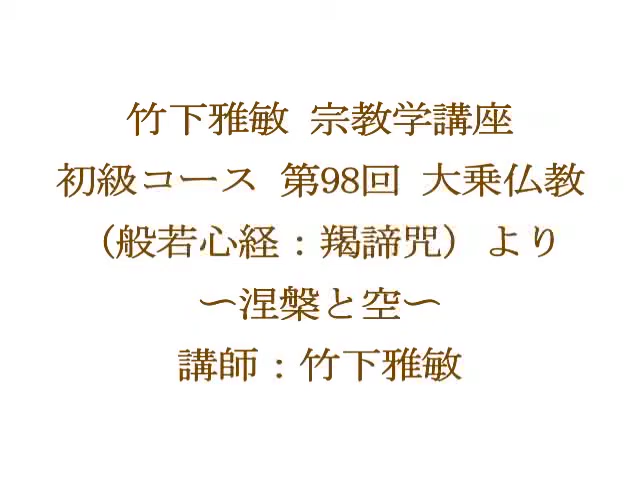 竹下雅敏 宗教学講座
初級コース 第98回 大乗仏教
（般若心経：羯諦咒） より
〜涅槃と空〜
講師：竹下雅敏